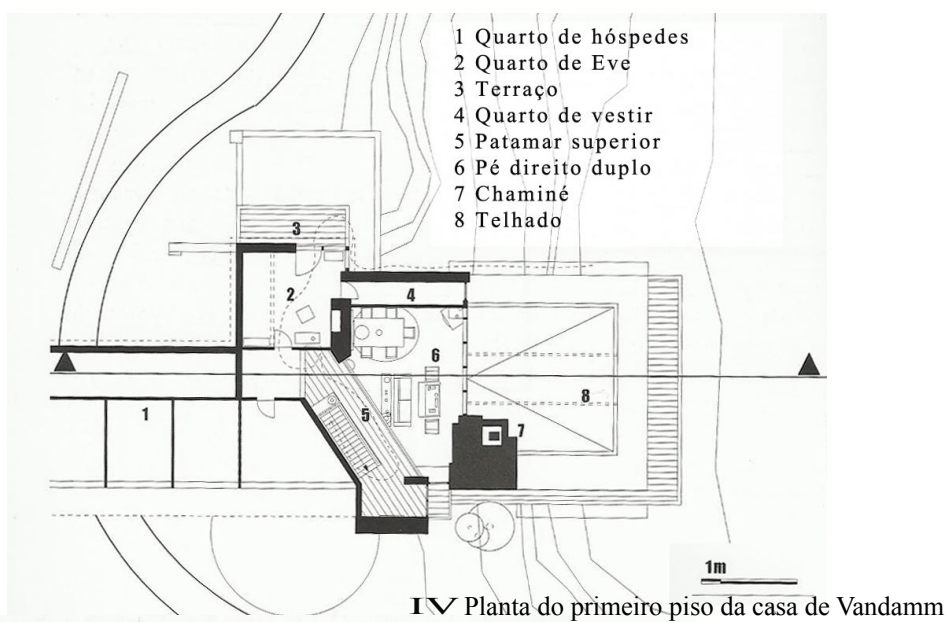 1 Quarto de hóspedes
2 Quarto de Eve
3 Terraço
4 Quarto de vestir
5 Patamar superior
6 Pé direito duplo
7 Chaminé
8 Telhado
3
2
4
6
8
1
5
7
1m
IV Planta do primeiro piso da casa de Vandamm